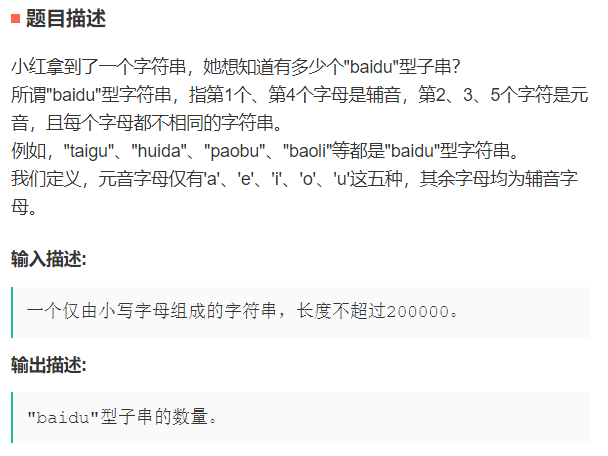 题目描述
小红拿到了一个字符串，她想知道有多少个"baidu"型子串？
所谓"baidu"型字符串，指第1个、第4个字母是辅音，第2、3、5个字符是元
音，且每个字母都不相同的字符串。
例如，"taigu"、"huida"、"paobu"、"baoli"等都是"baidu"型字符串。
我们定义，元音字母仅有'a'、'e'、'i'、'o'、'u'这五种，其余字母均为辅音字
母。
输入描述:
一个仅由小写字母组成的字符串，长度不超过200000。
输出描述:
"baidu"型子串的数量。